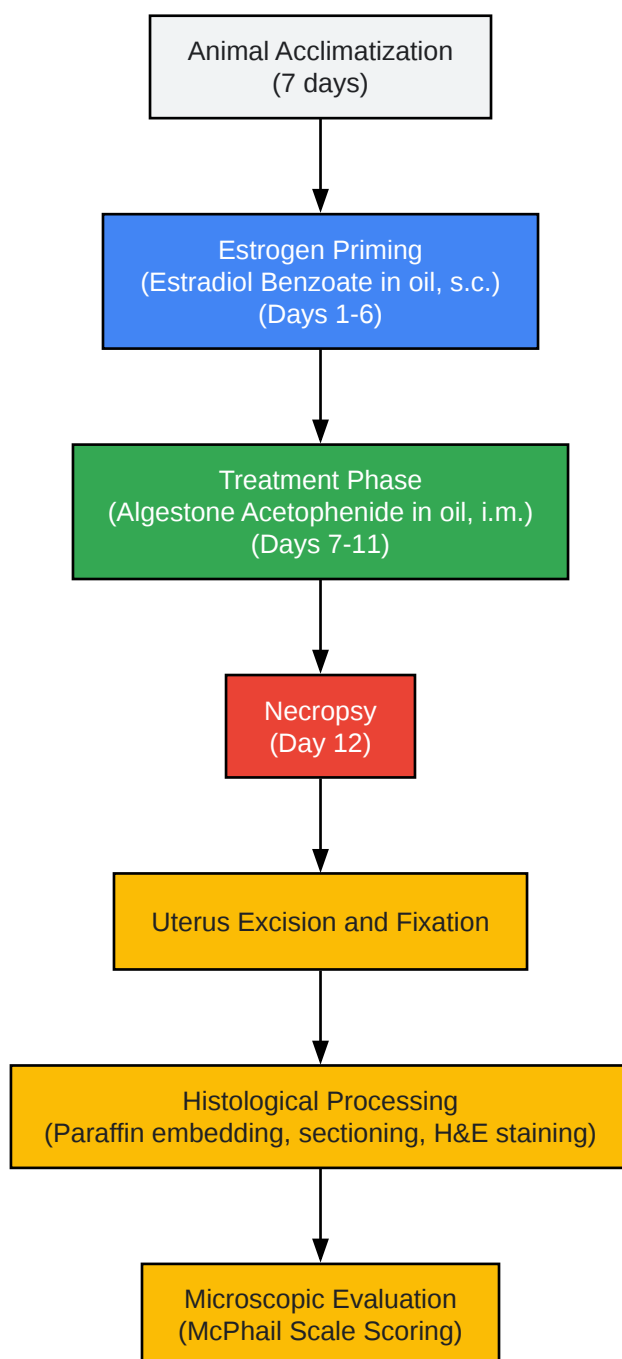 Animal Acclimatization
(7 days)
Estrogen Priming
(Estradiol Benzoate in oil, s.c.)
(Days 1-6)
Treatment Phase
(Algestone Acetophenide in oil, i.m.)
(Days 7-11)
Necropsy
(Day 12)
Uterus Excision and Fixation
Histological Processing
(Paraffin embedding, sectioning, H&E staining)
Microscopic Evaluation
(McPhail Scale Scoring)